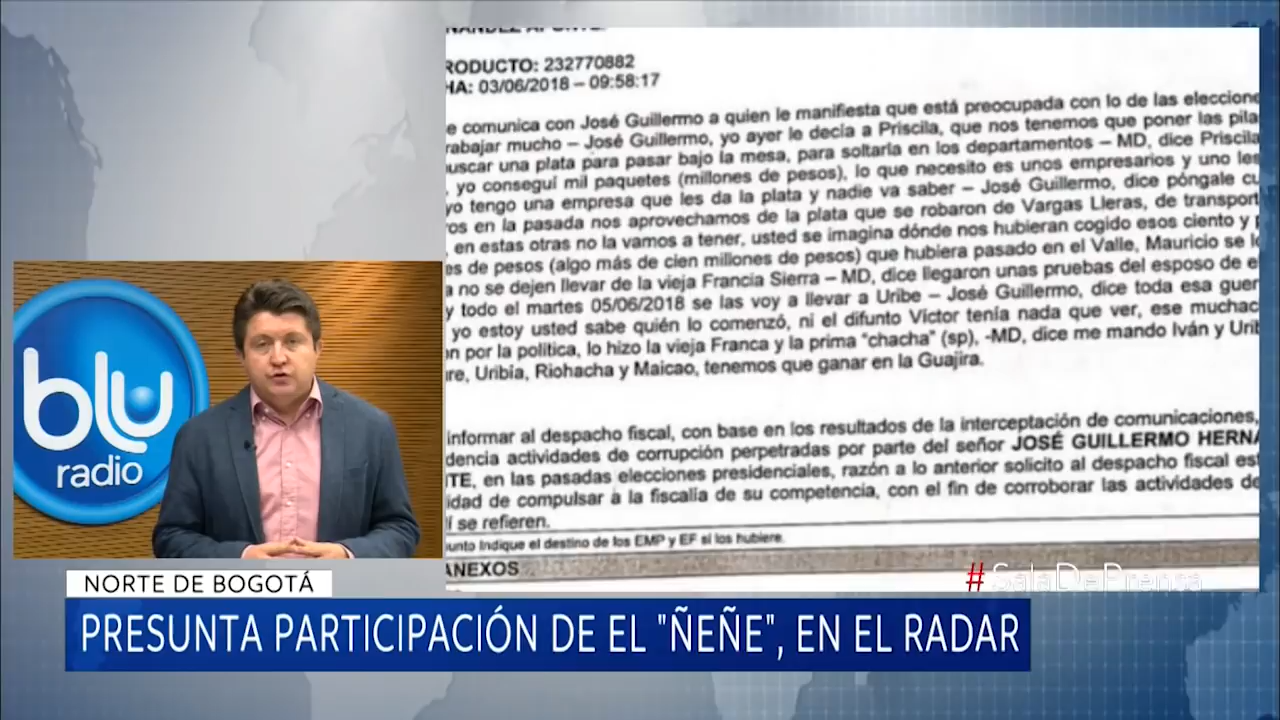 RODUCTO: 232770882
HA: 03/06/2018 – 09:58:17
e comunica con José Guillermo a quien le manifiesta que está preocupada con lo de las eleccione
rabajar mucho – José Guillermo, yo ayer le decía a Priscila, que nos tenemos que poner las pila
uscar una plata para pasar bajo la mesa, para soltarla en los departamentos – MD, dice Priscila
, yo conseguí mil paquetes (millones de pesos), lo que necesito es unos empresarios y uno les
yo tengo una empresa que les da la plata y nadie va saber – José Guillermo, dice póngale cu
ros en la pasada nos aprovechamos de la plata que se robaron de Vargas Lleras, de transport
, en estas otras no la vamos a tener, usted se imagina dónde nos hubieran cogido esos ciento y p
es de pesos (algo más de cien millones de pesos) que hubiera pasado en el Valle, Mauricio se lo
a no se dejen llevar de la vieja Francia Sierra – MD, dice llegaron unas pruebas del esposo de e
y todo el martes 05/06/2018 se las voy a llevar a Uribe – José Guillermo, dice toda esa guer
yo estoy usted sabe quién lo comenzó, ni el difunto Víctor tenía nada que ver, ese muchac
n por la política, lo hizo la vieja Franca y la prima "chacha" (sp), -MD, dice me mando Iván y Urib
re, Uribia, Riohacha y Maicao, tenemos que ganar en la Guajira.
informar al despacho fiscal, con base en los resultados de la interceptación de comunicaciones,
dencia actividades de corrupción perpetradas por parte del señor JOSÉ GUILLERMO HERNA
TE, en las pasadas elecciones presidenciales, razón a lo anterior solicito al despacho fiscal est
idad de compulsar a la fiscalía de su competencia, con el fin de corroborar las actividades de
í se refieren.
unto Indique el destino de los EMP y EF si los hubiere.
ANEXOS
#SalaDePrensa
blu
radio
NORTE DE BOGOTÁ
PRESUNTA PARTICIPACIÓN DE EL "ÑEÑE", EN EL RADAR